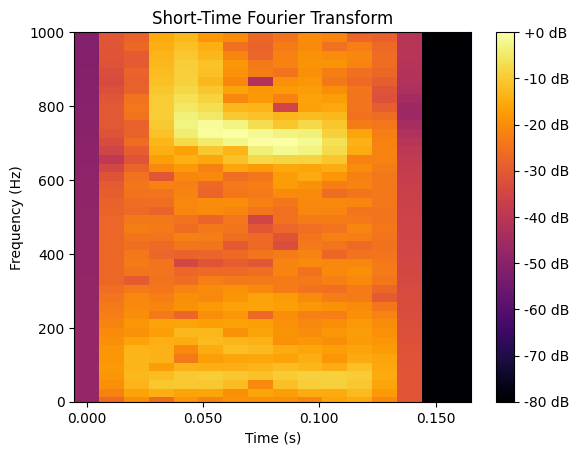 Short-Time Fourier Transform
1000
800
600
400
200
0
Frequency (Hz)
0.000
0.050
0.100
0.150
Time (s)
+0 dB
-10 dB
-20 dB
-30 dB
-40 dB
-50 dB
-60 dB
-70 dB
-80 dB